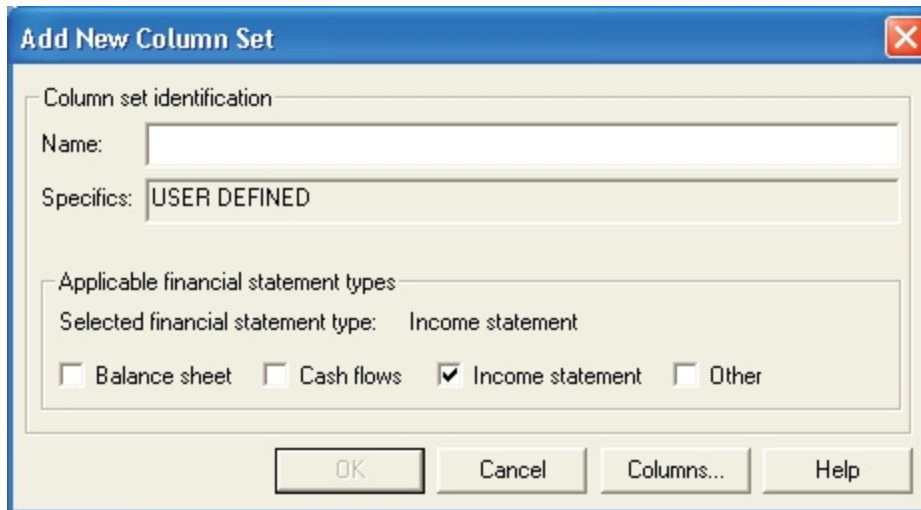 Add New Column Set
Column set identification
Name:
Specifics: USER DEFINED
Applicable financial statement types
Selected financial statement type: Income statement
Balance sheet Cash flows Income statement Other
OK Cancel Columns... Help